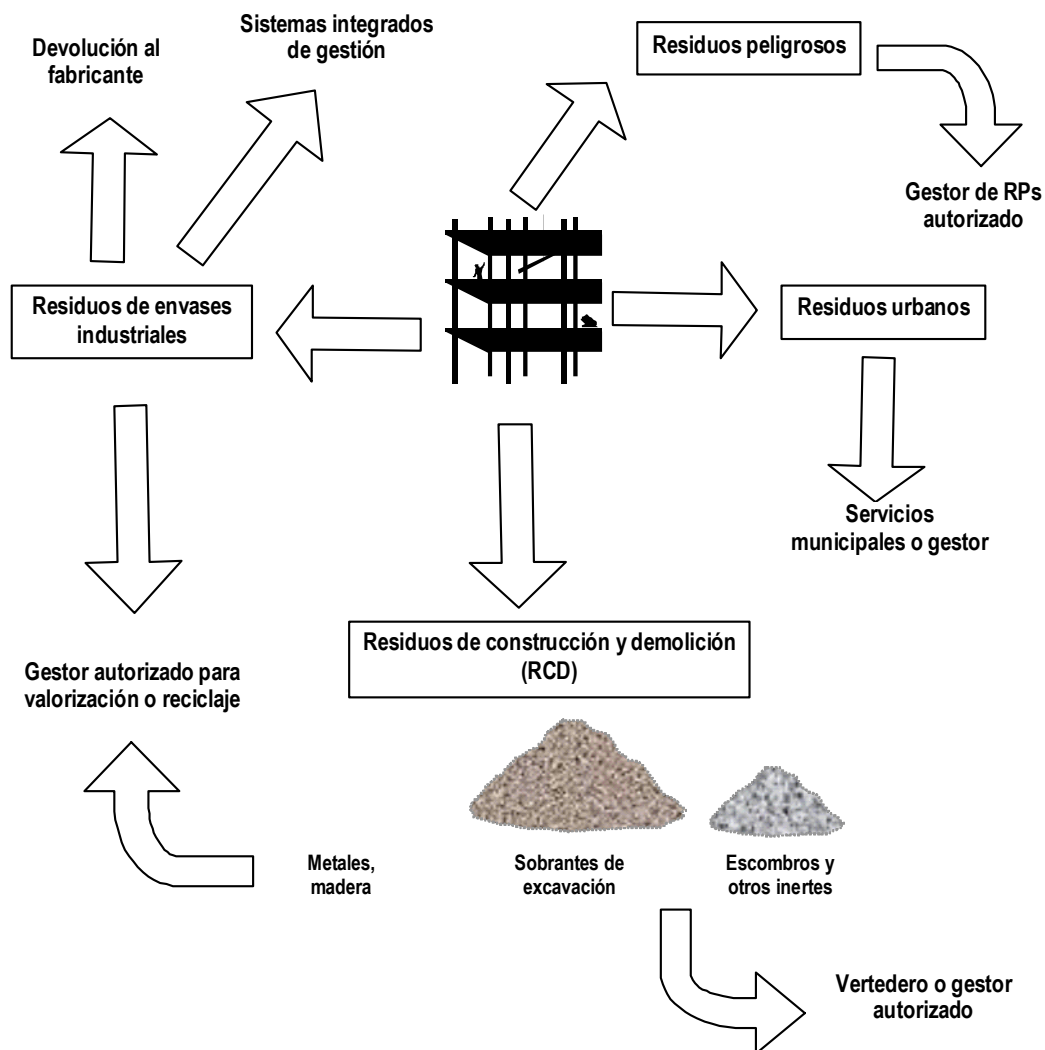 Devolución al
fabricante
Sistemas integrados
de gestión
Residuos peligrosos
Gestor de RPs
autorizado
Residuos de envases
industriales
Residuos urbanos
Servicios
municipales o gestor
Residuos de construcción y demolición
(RCD)
Gestor autorizado para
valorización o reciclaje
Metales,
madera
Sobrantes de
excavación
Escombros y
otros inertes
Vertedero o gestor
autorizado